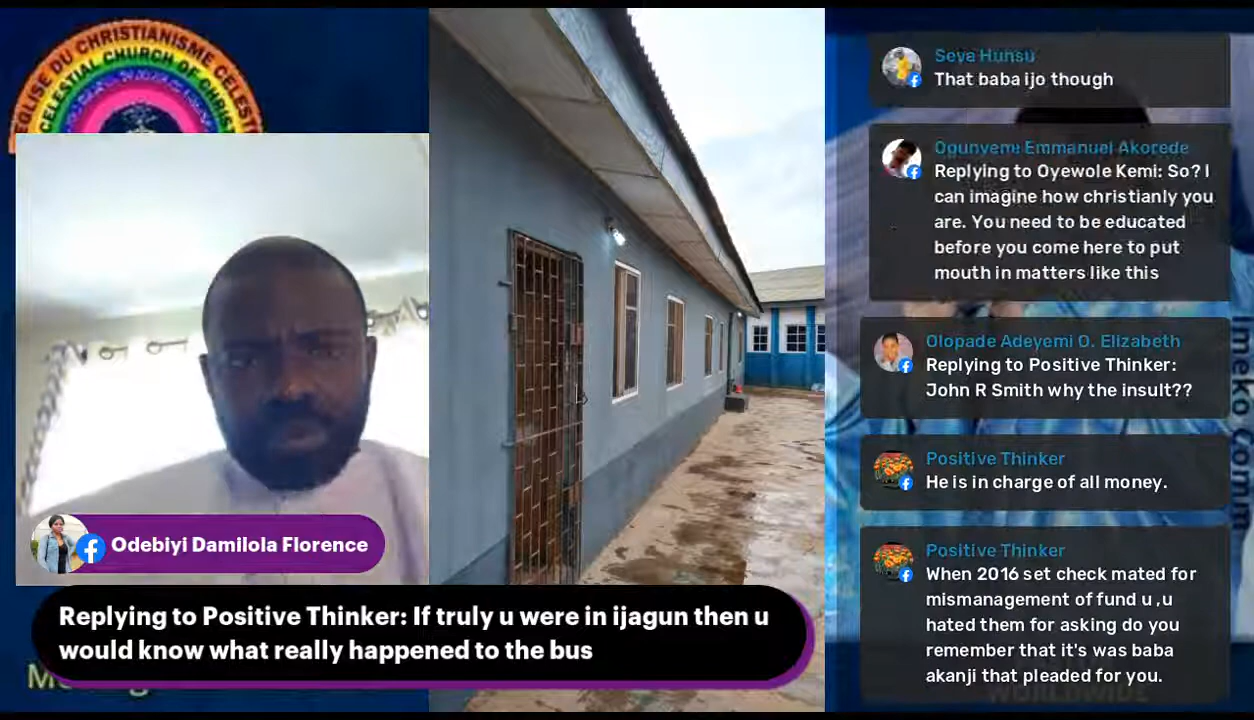 EGLISE DU CHRISTIANISME CELEST
CELESTIAL CHURCH OF CHRIST
Odebiyi Damilola Florence
Replying to Positive Thinker: If truly u were in ijagun then u
would know what really happened to the bus
Seye Hunsu
That baba ijo though
Ogunyemi Emmanuel Akorede
Replying to Oyewole Kemi: So? I
can imagine how christianly you
are. You need to be educated
before you come here to put
mouth in matters like this
Olopade Adeyemi O. Elizabeth
Replying to Positive Thinker:
John R Smith why the insult??
Positive Thinker
He is in charge of all money.
Positive Thinker
When 2016 set check mated for
mismanagement of fund u ,u
hated them for asking do you
remember that it's was baba
akanji that pleaded for you.
Imeko Comm
WORLDWIDE